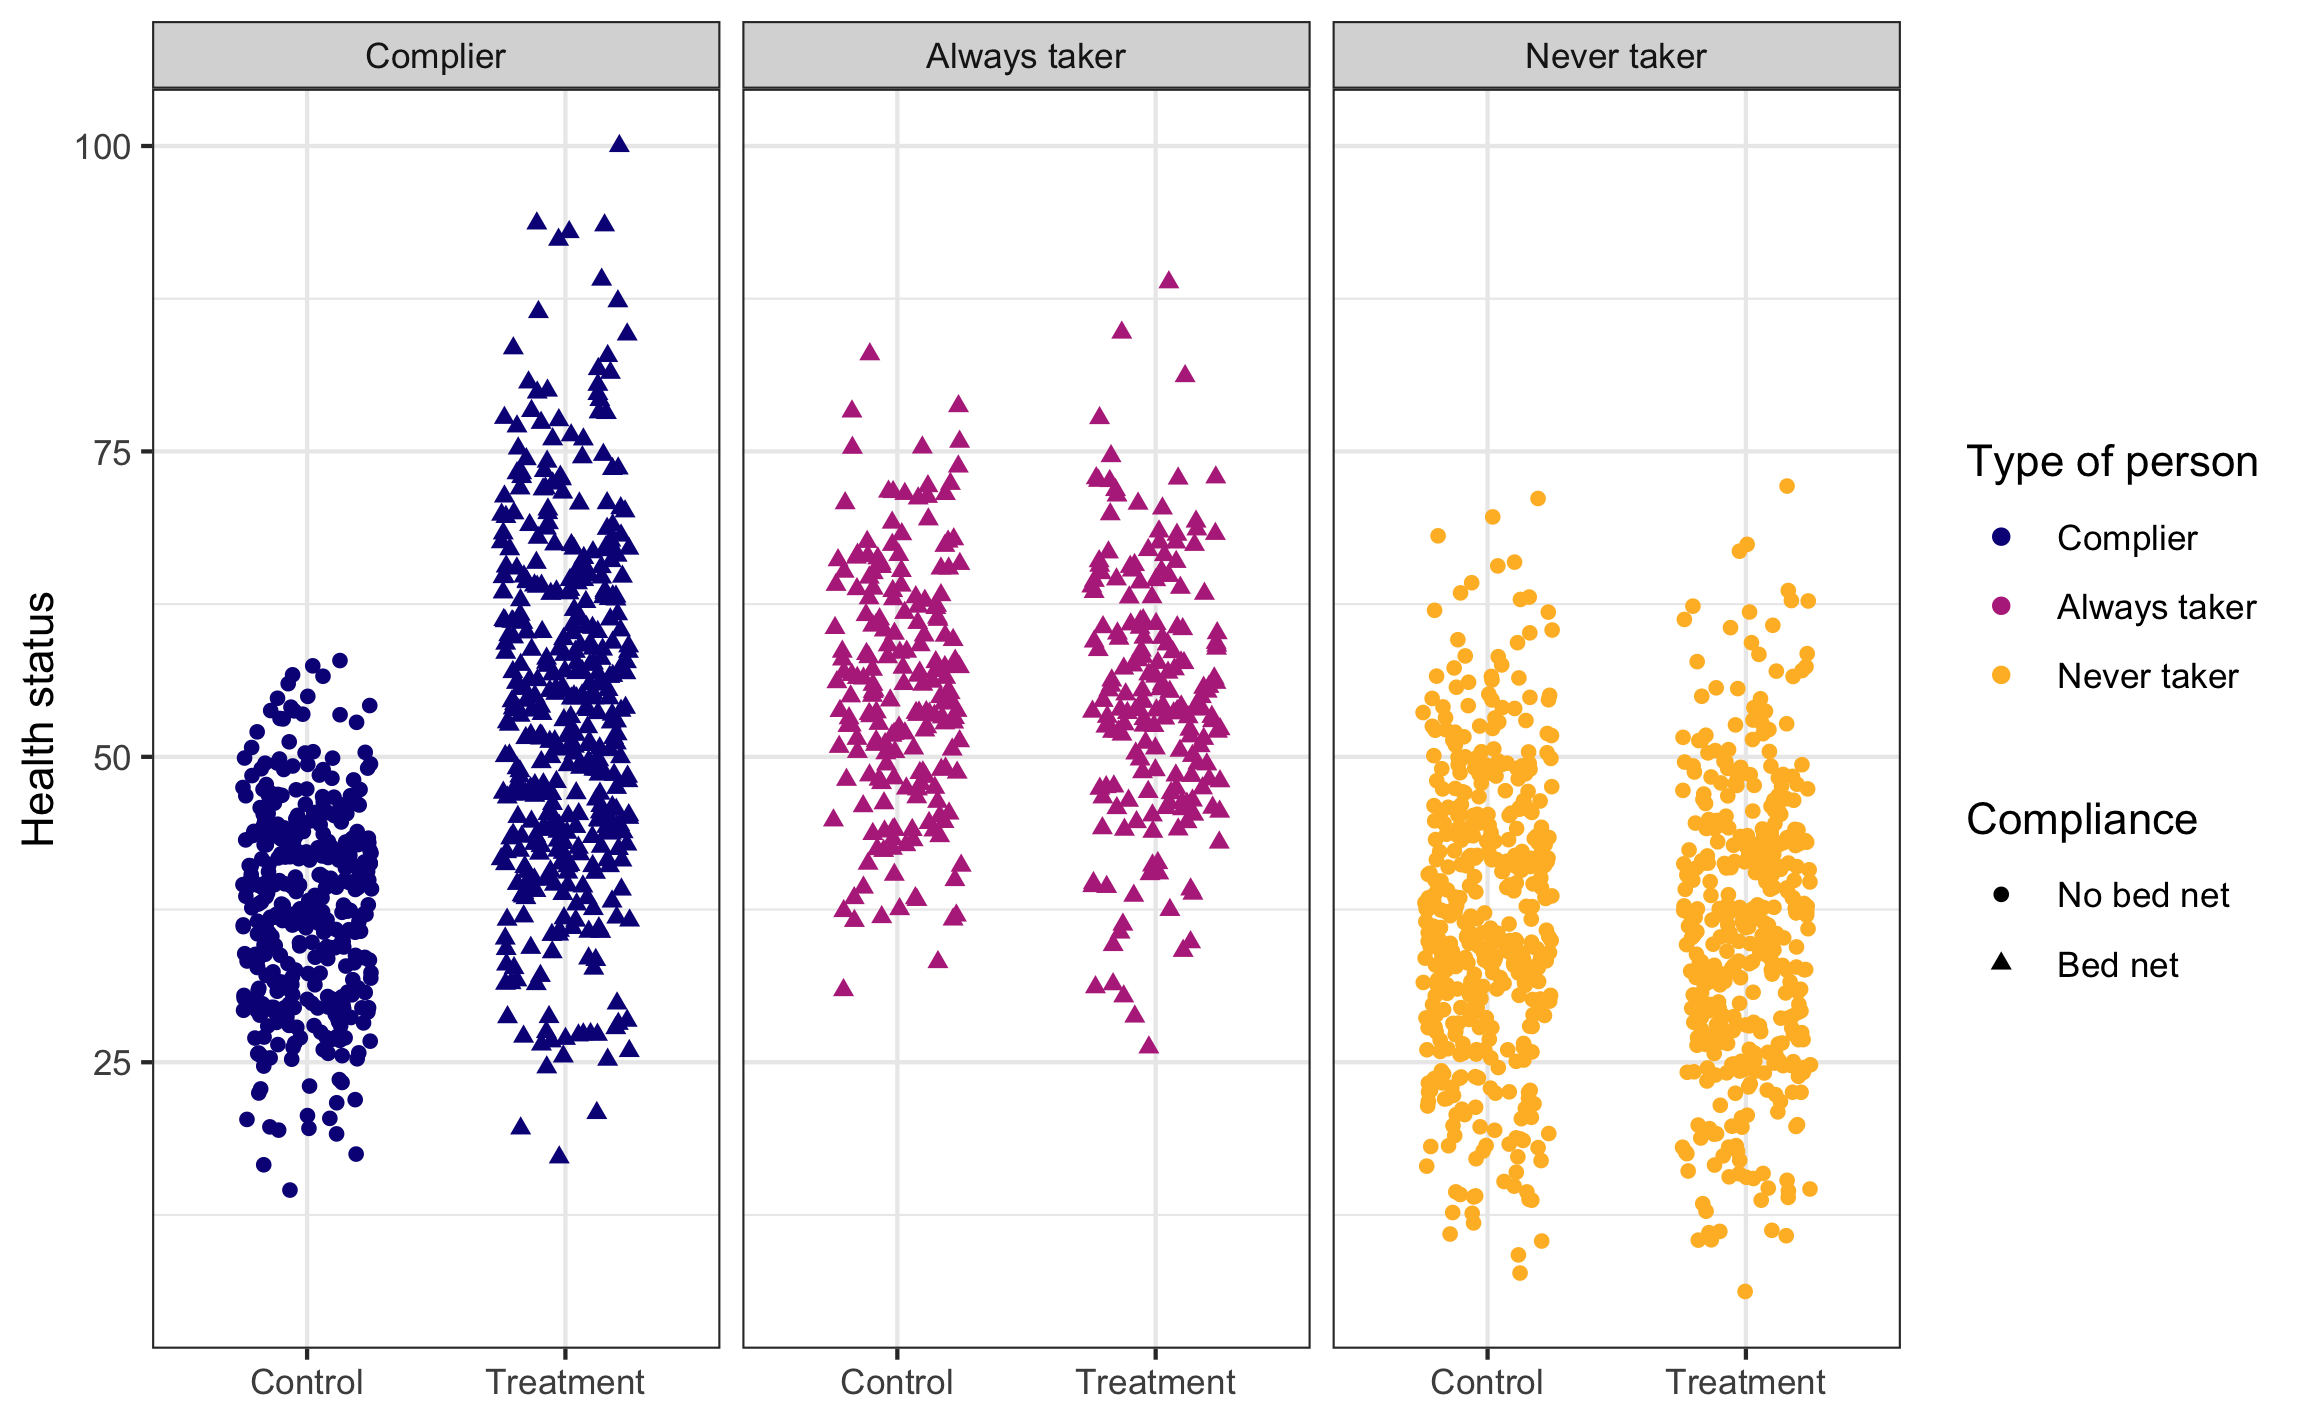 Complier
Always taker
Never taker
Health status
100
75
50
25
Control
Treatment
Control
Treatment
Control
Treatment
Type of person
Complier
Always taker
Never taker
Compliance
No bed net
Bed net